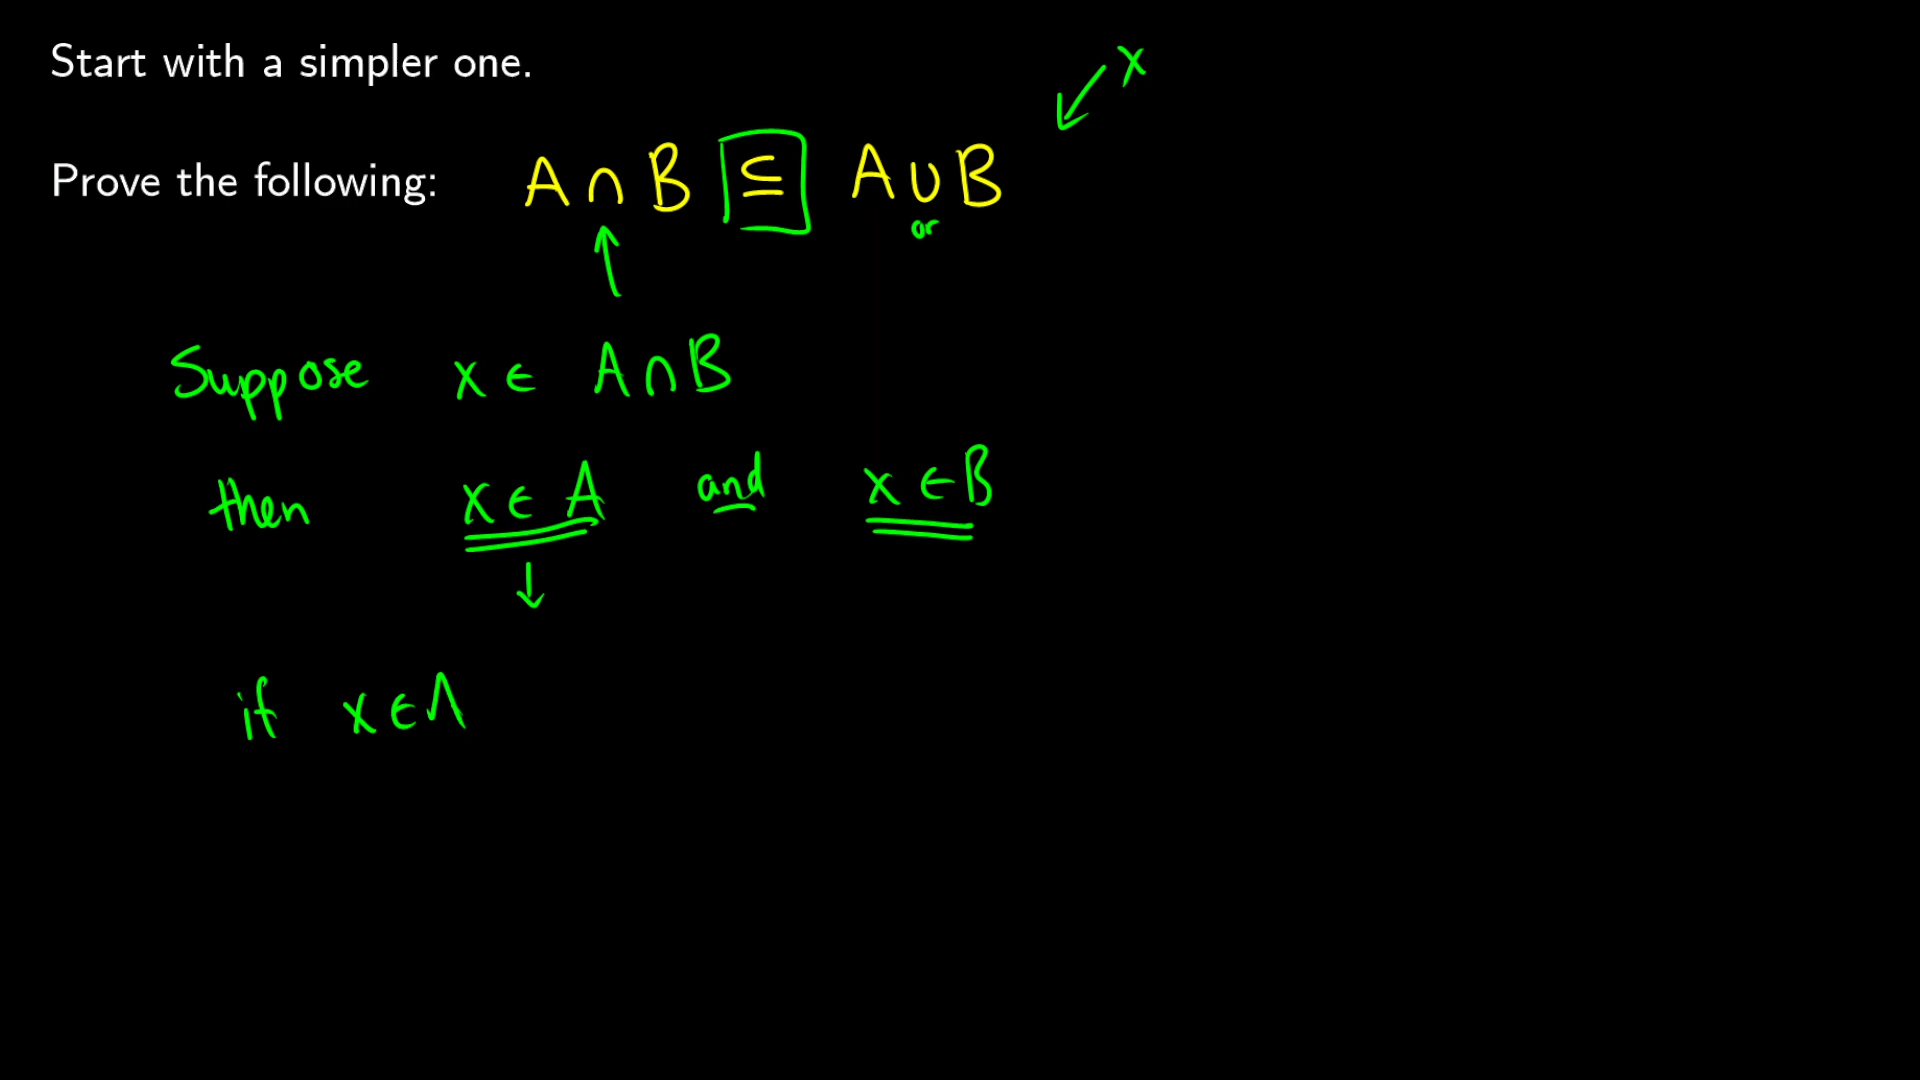 Start with a simpler one.
x
Prove the following: A ∩ B ⊆ A ∪ B
or
Suppose x ∈ A ∩ B
then x ∈ A and x ∈ B
if x ∈ Λ